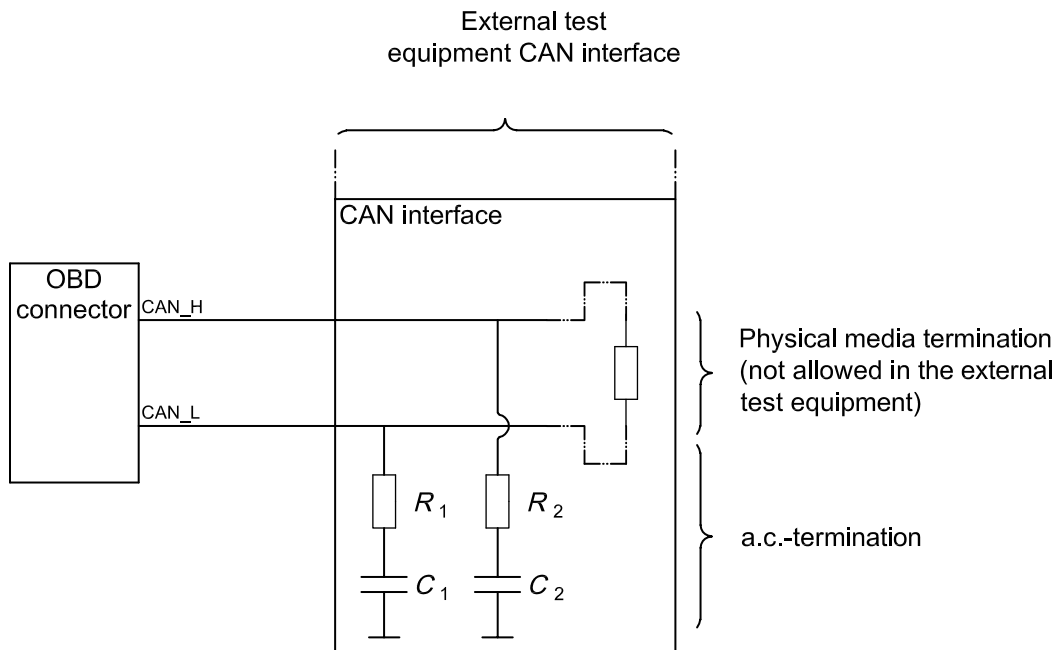 External test
equipment CAN interface
CAN interface
OBD
connector
CAN_H
CAN_L
Physical media termination
(not allowed in the external
test equipment)
R1
R2
a.c.-termination
C1
C2